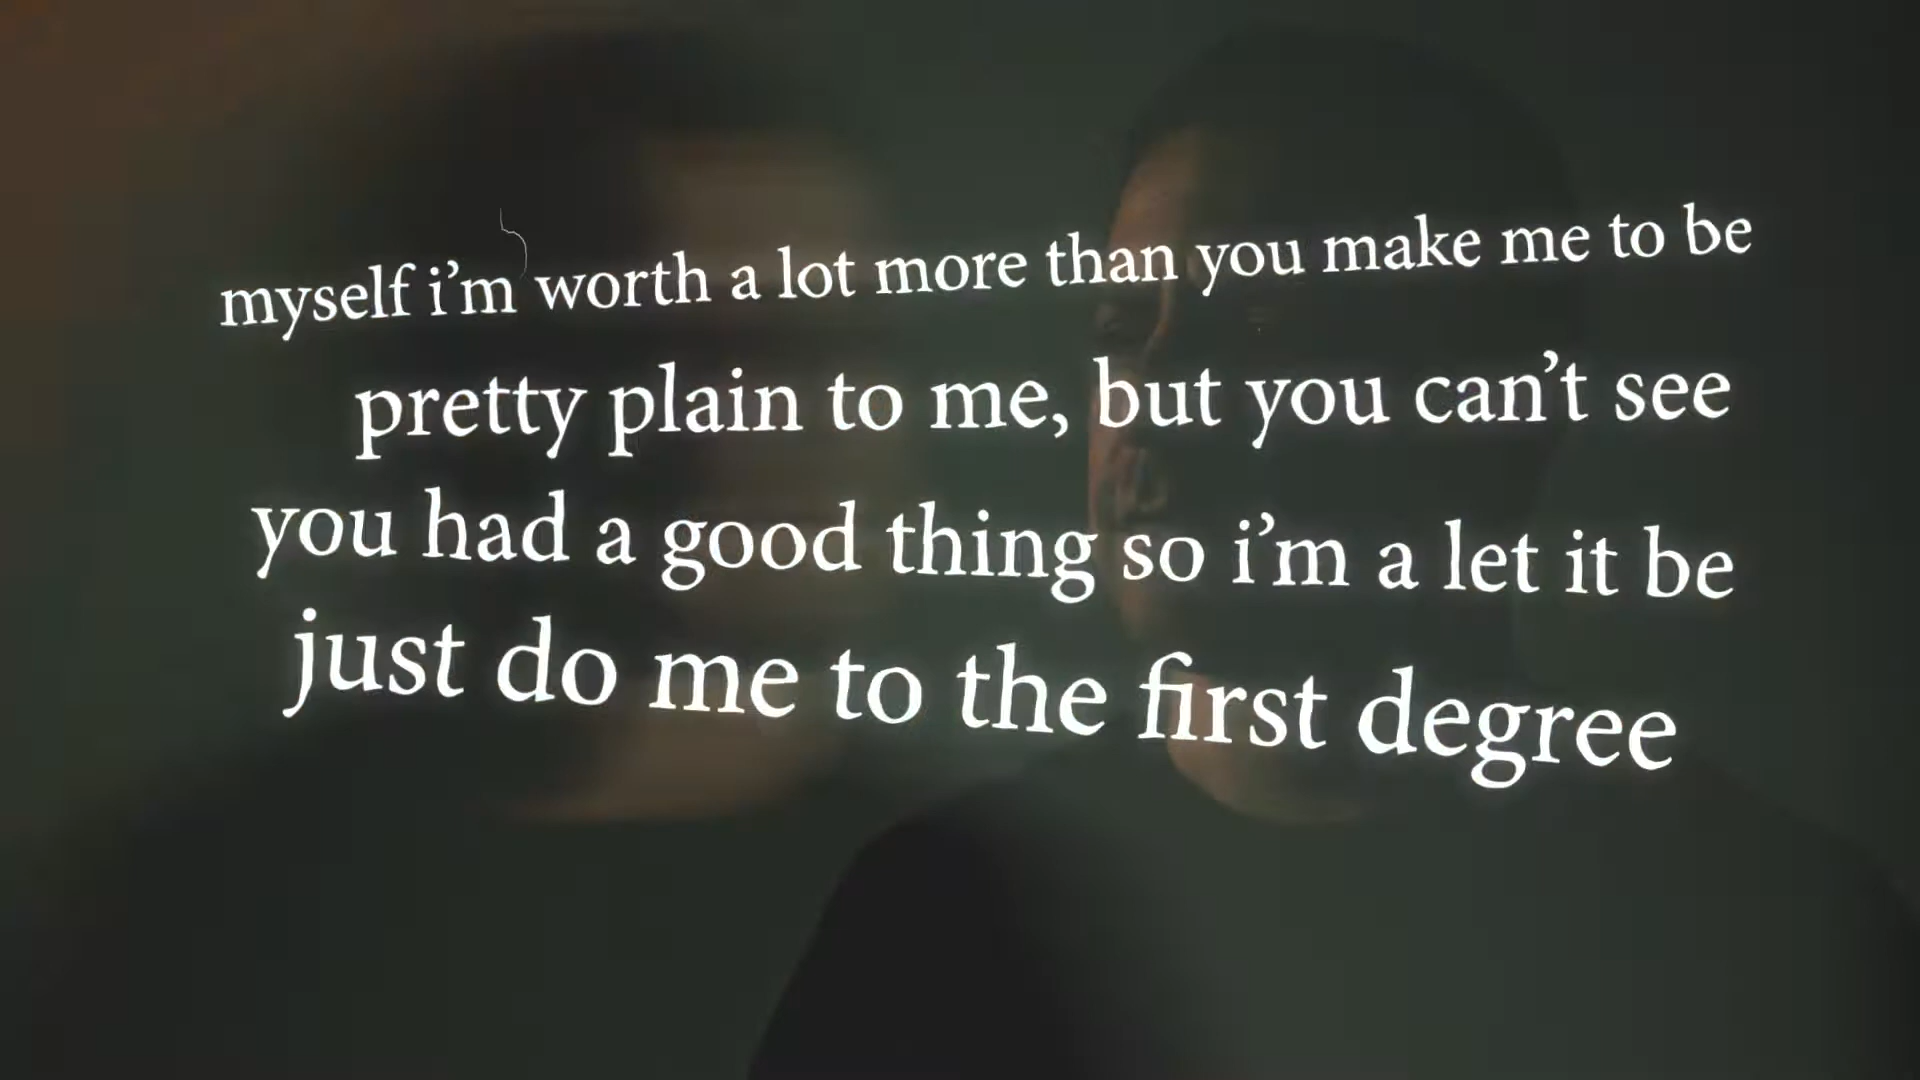 myself i’m worth a lot more than you make me to be
pretty plain to me, but you can’t see
you had a good thing so i’m a let it be
just do me to the first degree